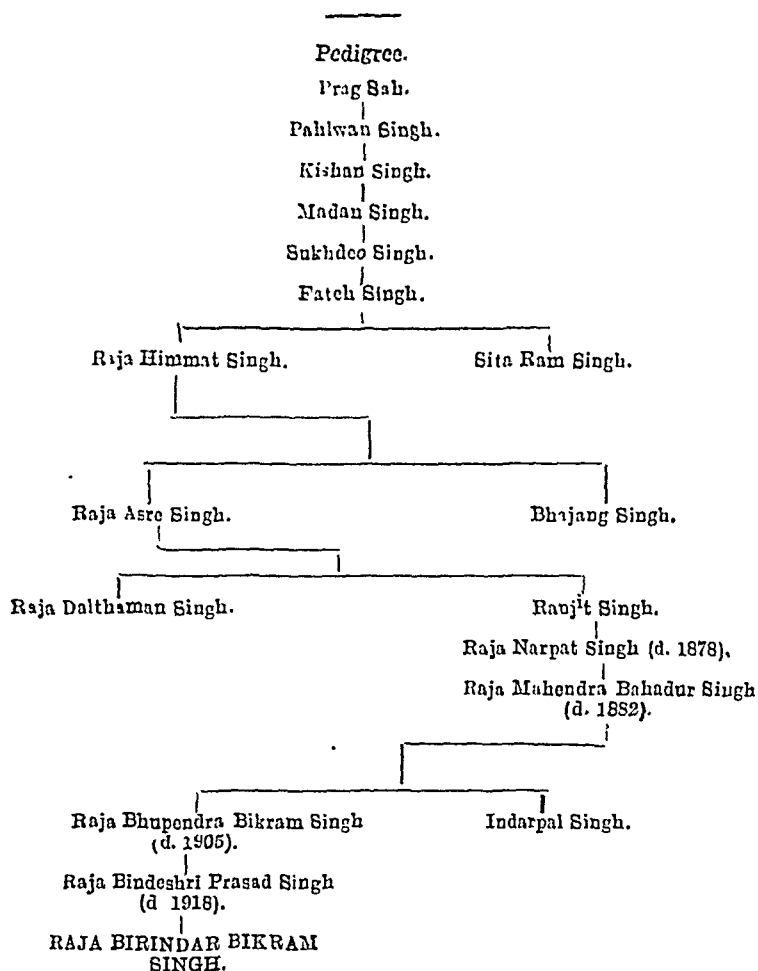 Pedigree.
Prag Sah.
Pahlwan Singh.
Kishan Singh.
Madan Singh.
Sukhdeo Singh.
Fateh Singh.
Raja Himmat Singh. Sita Ram Singh.
Raja Asre Singh. Bhajang Singh.
Raja Dalthaman Singh. Ranjit Singh.
Raja Narpat Singh (d. 1878).
Raja Mahendra Bahadur Singh
(d. 1882).
Raja Bhupendra Bikram Singh Indarpal Singh.
(d. 1905).
Raja Bindeshri Prasad Singh
(d 1918).
RAJA BIRINDAR BIKRAM
SINGH.